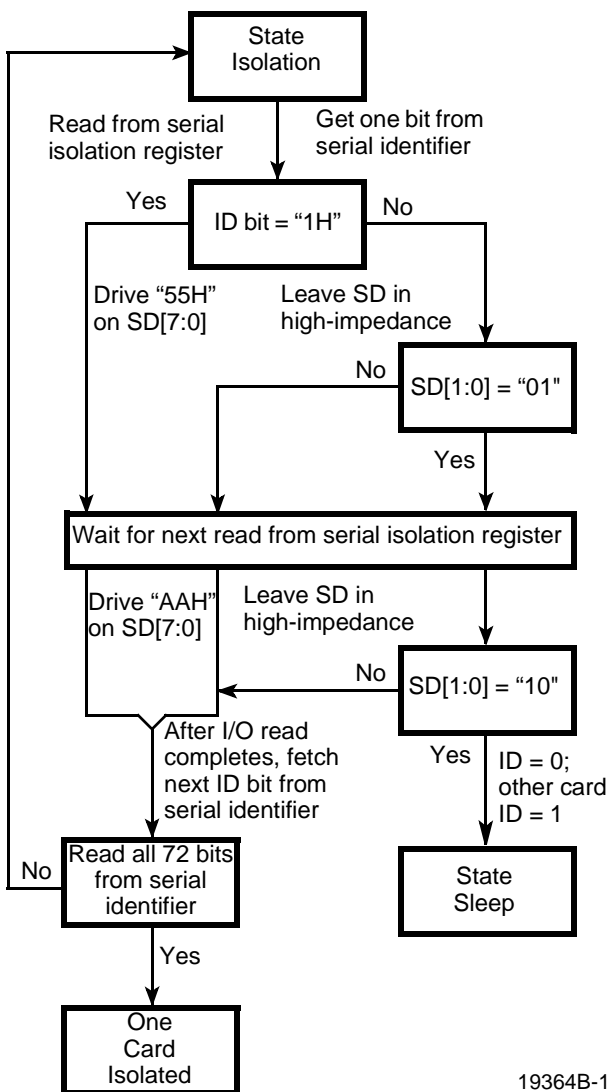 State
Isolation
Read from serial
isolation register
Get one bit from
serial identifier
Yes
ID bit = “1H”
No
Drive “55H”
on SD[7:0]
Leave SD in
high-impedance
No
SD[1:0] = “01"
Yes
Wait for next read from serial isolation register
Drive “AAH”
on SD[7:0]
Leave SD in
high-impedance
No
SD[1:0] = “10"
After I/O read
completes, fetch
next ID bit from
serial identifier
Yes
ID = 0;
other card
ID = 1
No
Read all 72 bits
from serial
identifier
State
Sleep
Yes
One
Card
Isolated
19364B-1